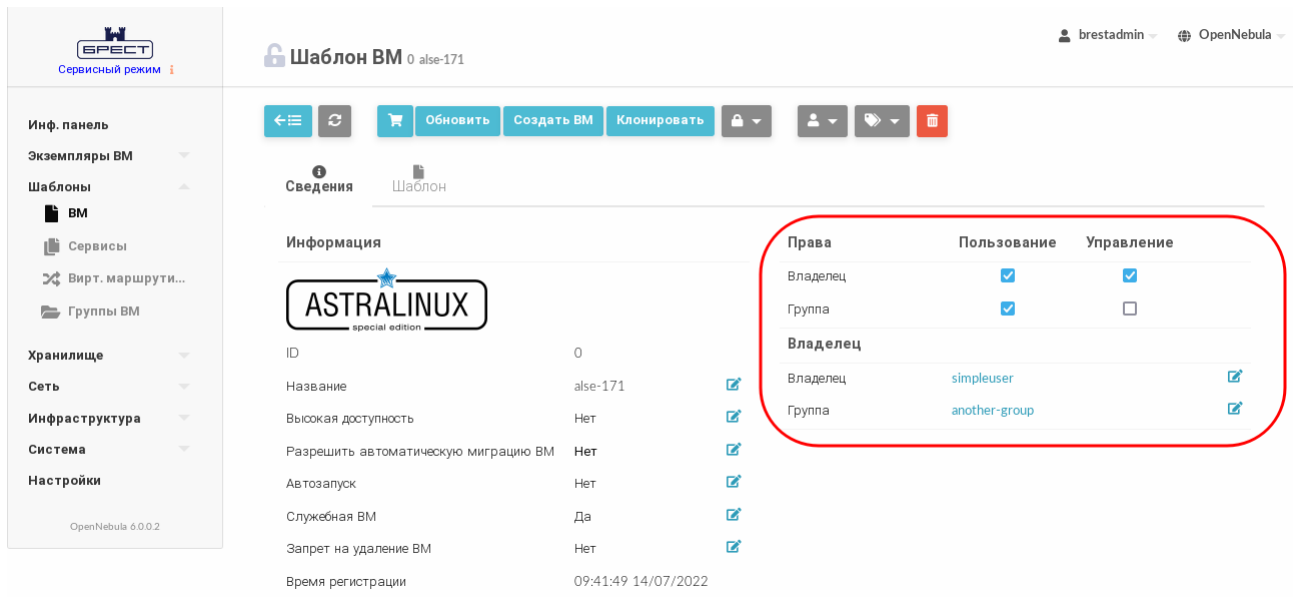 БРЕСТ
Сервисный режим i
Шаблон ВМ 0 alse-171
brestadmin
OpenNebula
Инф. панель
Экземпляры ВМ
Шаблоны
ВМ
Сервисы
Вирт. маршрути...
Группы ВМ
Хранилище
Сеть
Инфраструктура
Система
Настройки
OpenNebula 6.0.0.2
Обновить Создать ВМ Клонировать
Сведения Шаблон
Информация
ASTRALINUX
special edition
ID 0
Название alse-171
Высокая доступность Нет
Разрешить автоматическую миграцию ВМ Нет
Автозапуск Нет
Служебная ВМ Да
Запрет на удаление ВМ Нет
Время регистрации 09:41:49 14/07/2022
Права Пользование Управление
Владелец
Группа
Владелец
Владелец simpleuser
Группа another-group